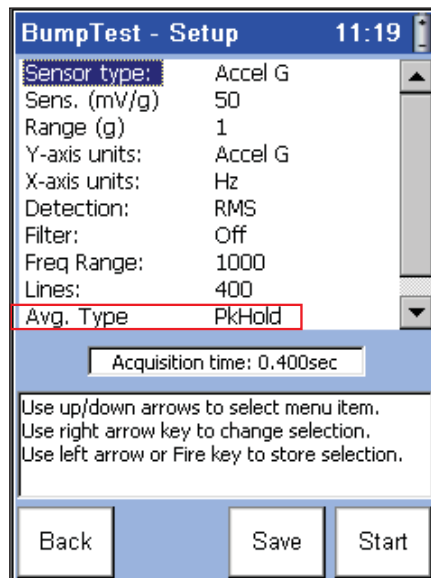 BumpTest - Setup 11:19
Sensor type: Accel G
Sens. (mV/g) 50
Range (g) 1
Y-axis units: Accel G
X-axis units: Hz
Detection: RMS
Filter: Off
Freq Range: 1000
Lines: 400
Avg. Type PkHold
Acquisition time: 0.400sec
Use up/down arrows to select menu item.
Use right arrow key to change selection.
Use left arrow or Fire key to store selection.
Back Save Start